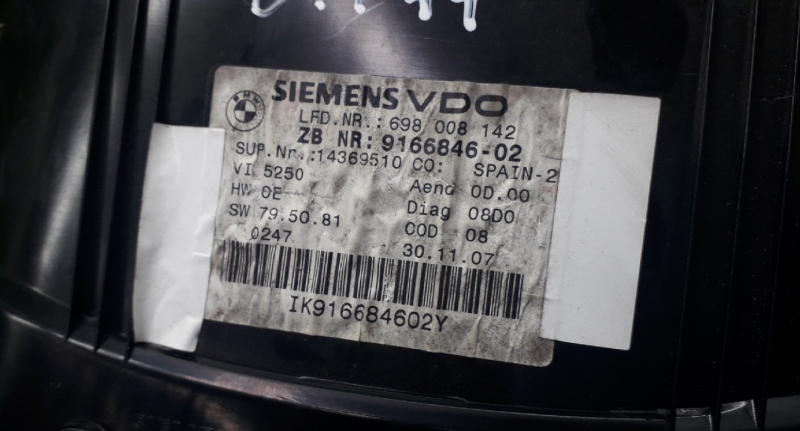 BMW
SIEMENS VDO
LFD.NR.:698 008 142
ZB NR:9166846-02
SUP.Nr.:14369510 CO: SPAIN-2
VI 5250 Aend 0D.00
HW 0E Diag 08D0
SW 79.50.81 COD 08
0247 30.11.07
IK916684602Y